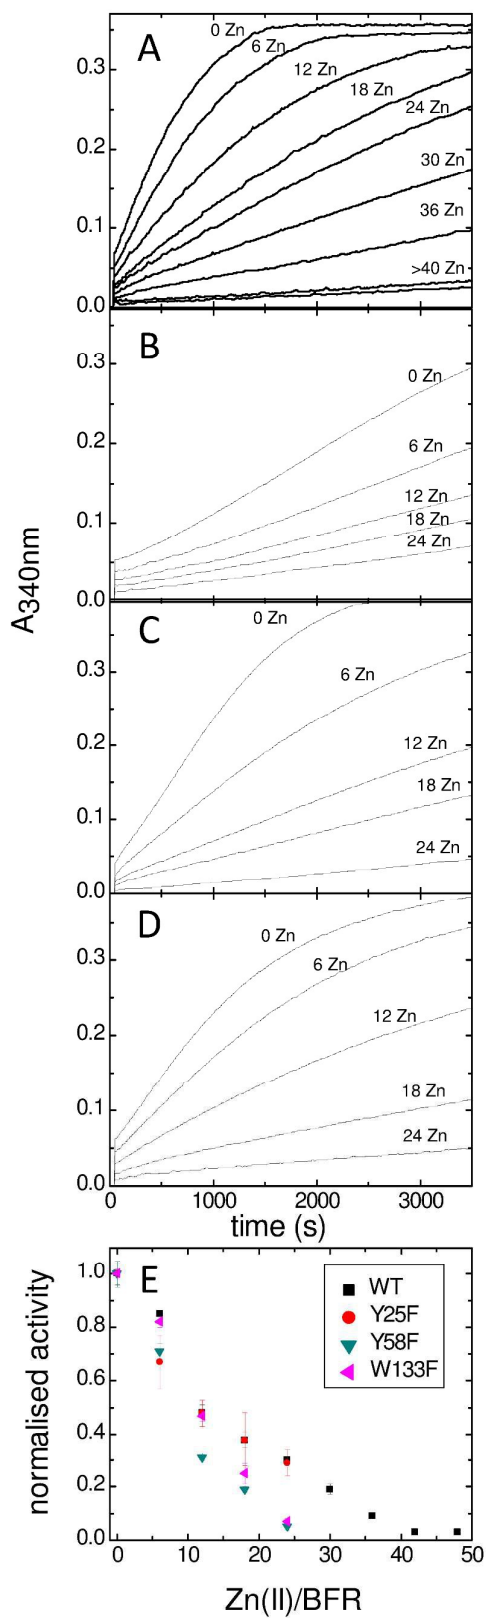 A
0 Zn
6 Zn
12 Zn
18 Zn
24 Zn
30 Zn
36 Zn
>40 Zn
0.3
0.2
0.1
0.0
B
0 Zn
6 Zn
12 Zn
18 Zn
24 Zn
0.3
0.2
0.1
0.0
A340nm
C
0 Zn
6 Zn
12 Zn
18 Zn
24 Zn
0.3
0.2
0.1
0.0
D
0 Zn
6 Zn
12 Zn
18 Zn
24 Zn
0.3
0.2
0.1
0.0
0 1000 2000 3000
time (s)
E
WT
Y25F
Y58F
W133F
1.0
0.8
0.6
0.4
0.2
0.0
normalised activity
0 10 20 30 40 50
Zn(II)/BFR